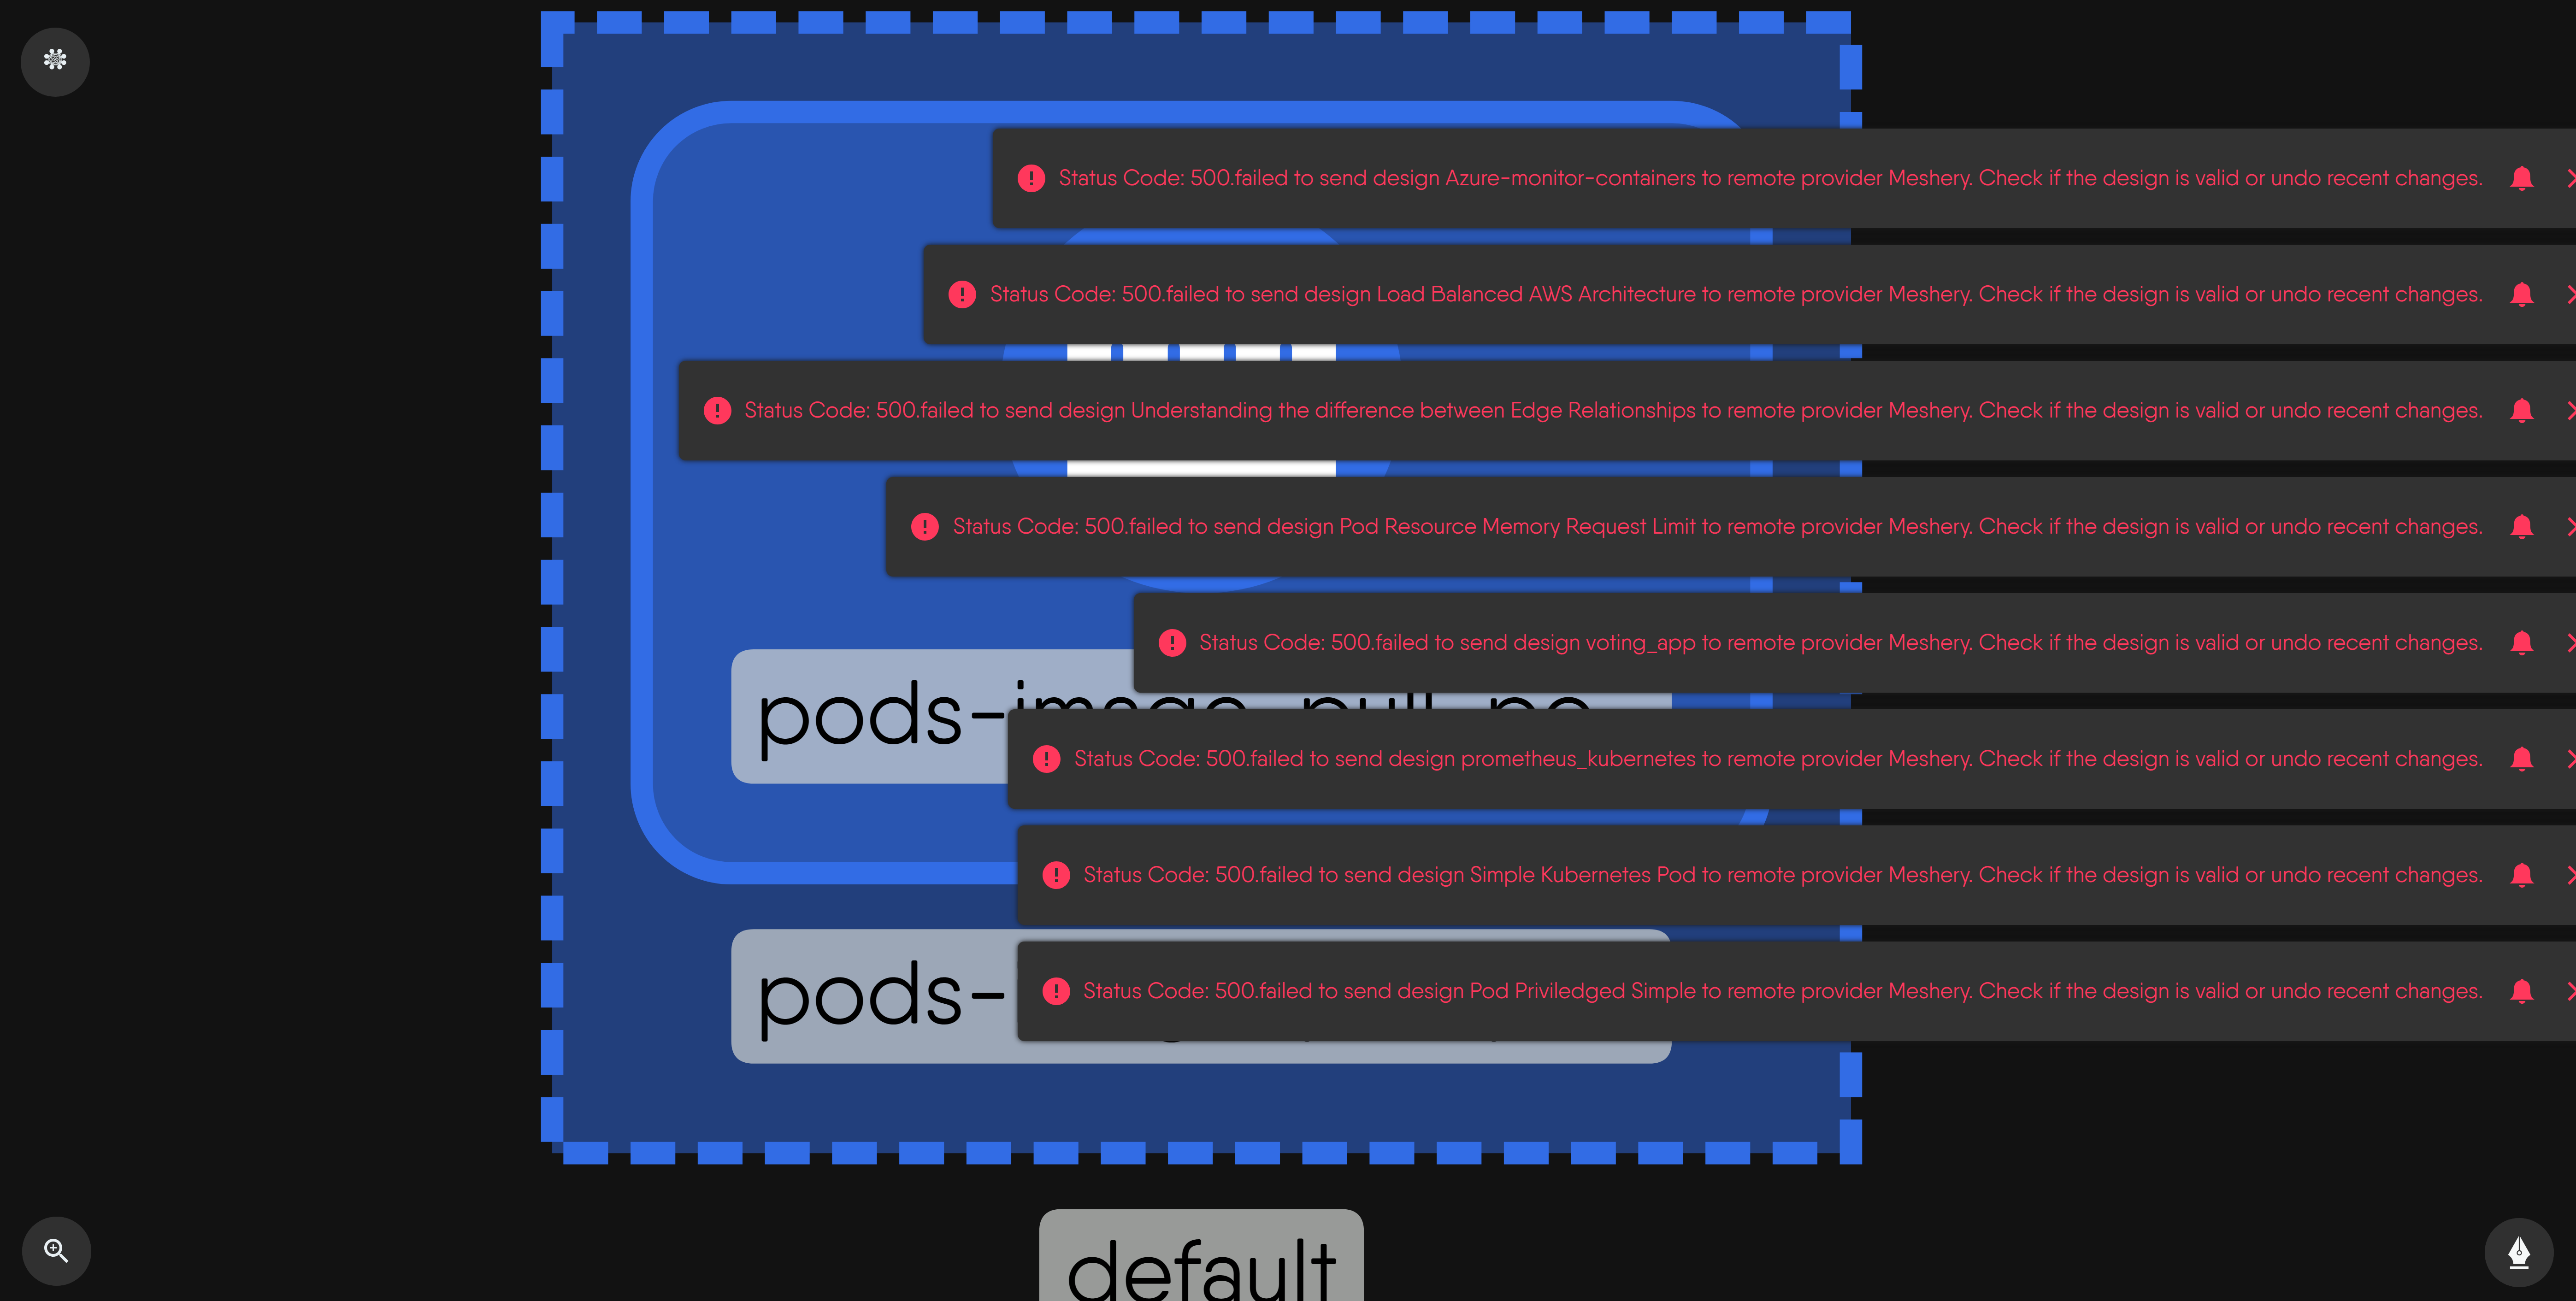 Status Code: 500.failed to send design Azure-monitor-containers to remote provider Meshery. Check if the design is valid or undo recent changes.
Status Code: 500.failed to send design Load Balanced AWS Architecture to remote provider Meshery. Check if the design is valid or undo recent changes.
Status Code: 500.failed to send design Understanding the difference between Edge Relationships to remote provider Meshery. Check if the design is valid or undo recent changes.
Status Code: 500.failed to send design Pod Resource Memory Request Limit to remote provider Meshery. Check if the design is valid or undo recent changes.
Status Code: 500.failed to send design voting_app to remote provider Meshery. Check if the design is valid or undo recent changes.
pods-image-pull-po
Status Code: 500.failed to send design prometheus_kubernetes to remote provider Meshery. Check if the design is valid or undo recent changes.
Status Code: 500.failed to send design Simple Kubernetes Pod to remote provider Meshery. Check if the design is valid or undo recent changes.
Status Code: 500.failed to send design Pod Priviledged Simple to remote provider Meshery. Check if the design is valid or undo recent changes.
pods-
default